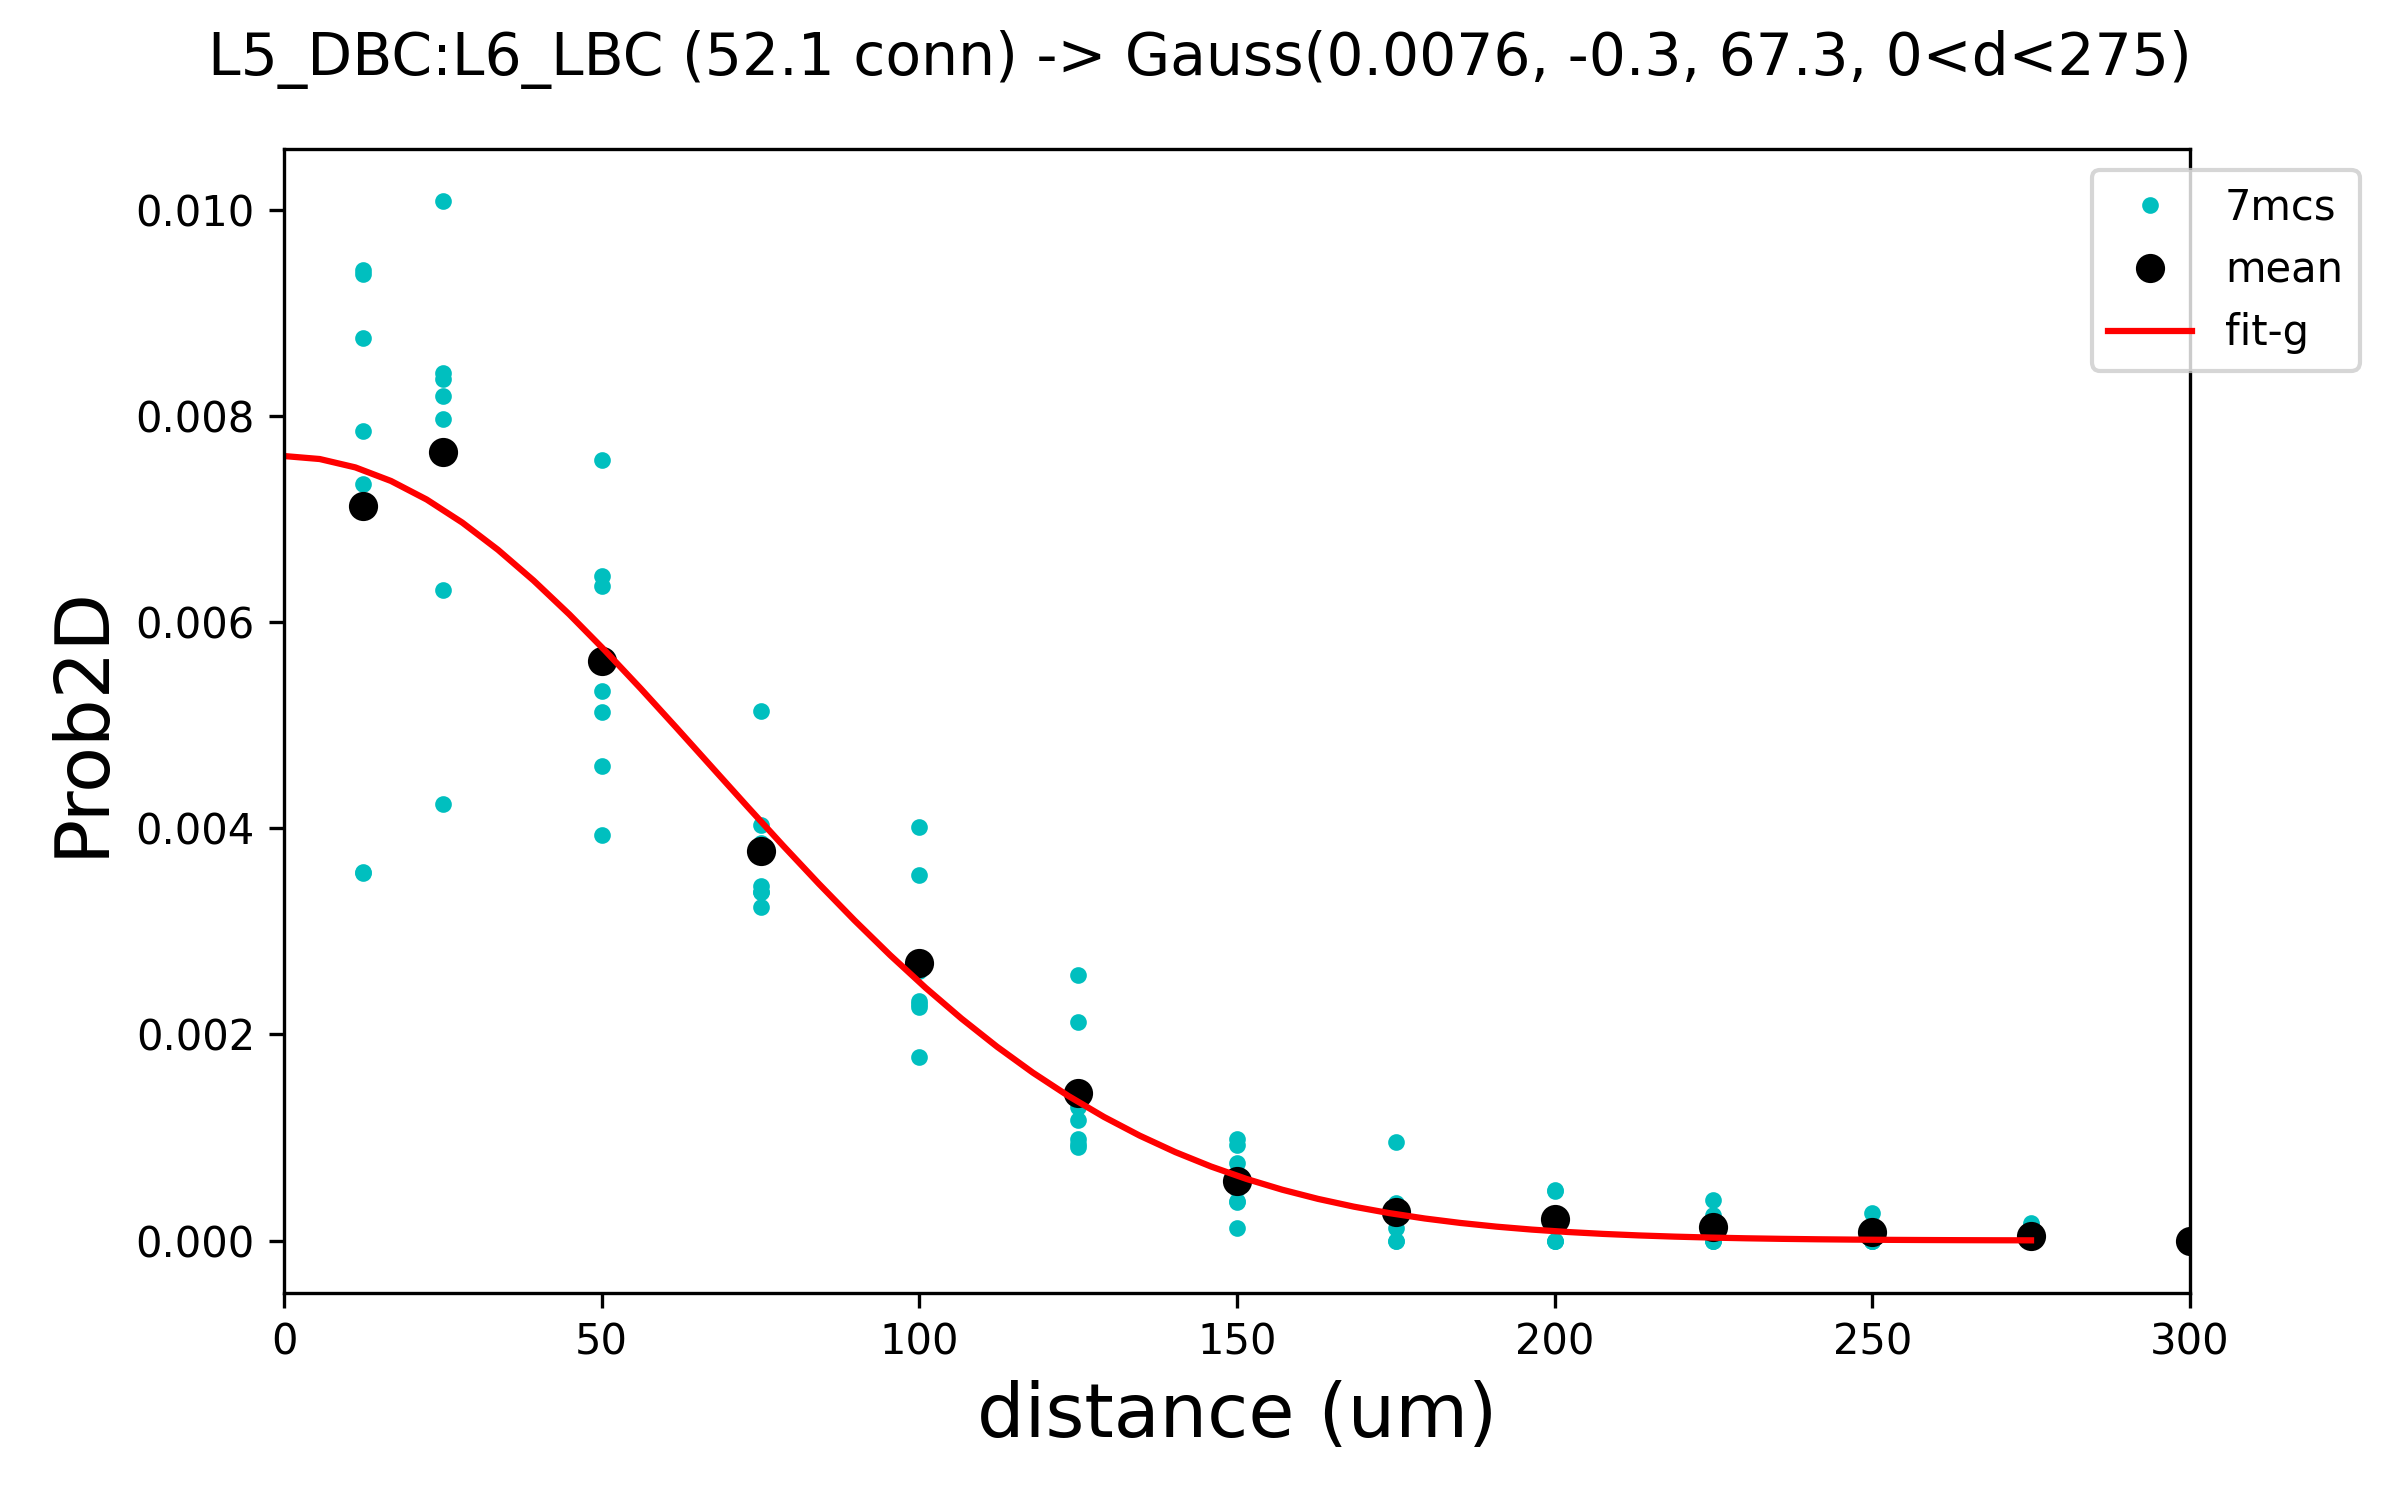 L5_DBC:L6_LBC (52.1 conn) -> Gauss(0.0076, -0.3, 67.3, 0<d<275)
7mcs
mean
fit-g
0.010
0.008
0.006
0.004
0.002
0.000
Prob2D
0 50 100 150 200 250 300
distance (um)